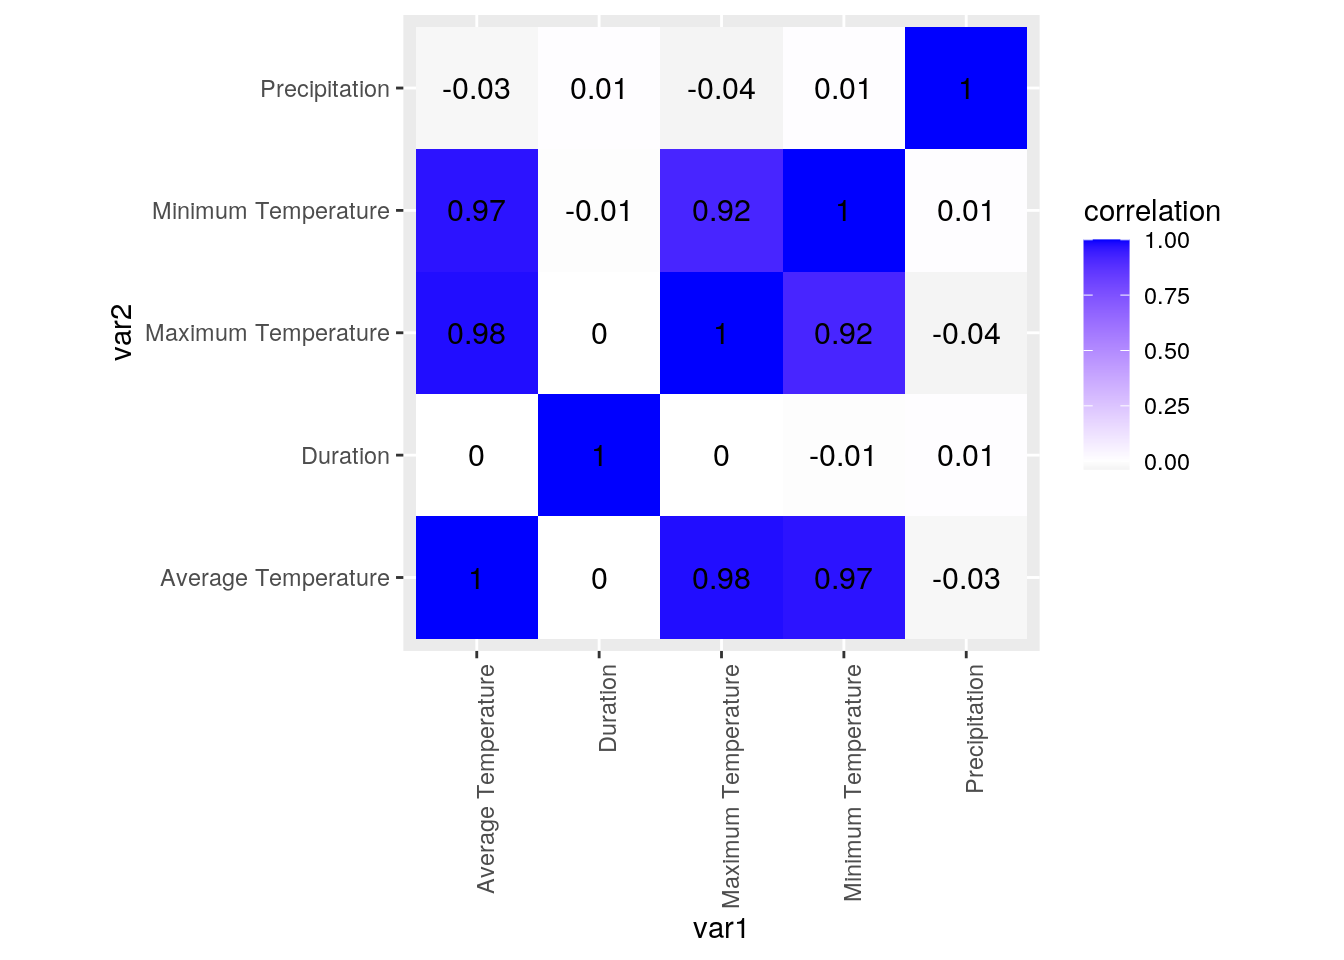 Precipitation -0.03 0.01 -0.04 0.01 1
Minimum Temperature 0.97 -0.01 0.92 1 0.01
Maximum Temperature 0.98 0 1 0.92 -0.04
Duration 0 1 0 -0.01 0.01
Average Temperature 1 0 0.98 0.97 -0.03
var2
Average Temperature
Duration
Maximum Temperature
Minimum Temperature
Precipitation
var1
correlation
1.00
0.75
0.50
0.25
0.00